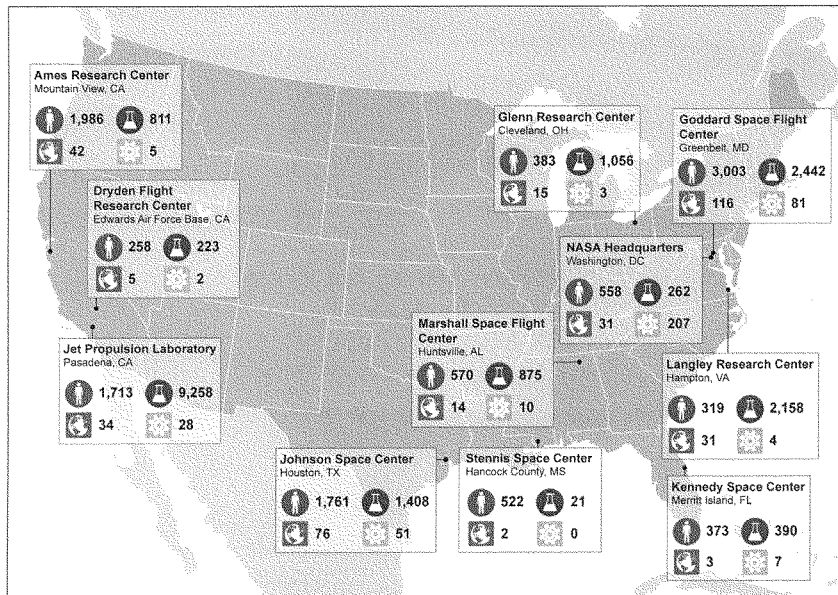 Ames Research Center
Mountain View, CA
1,986 811
42 5
Dryden Flight
Research Center
Edwards Air Force Base, CA
258 223
5 2
Jet Propulsion Laboratory
Pasadena, CA
1,713 9,258
34 28
Glenn Research Center
Cleveland, OH
383 1,056
15 3
Goddard Space Flight
Center
Greenbelt, MD
3,003 2,442
116 81
NASA Headquarters
Washington, DC
558 262
31 207
Marshall Space Flight
Center
Huntsville, AL
570 875
14 10
Langley Research Center
Hampton, VA
319 2,158
31 4
Johnson Space Center
Houston, TX
1,761 1,408
76 51
Stennis Space Center
Hancock County, MS
522 21
2 0
Kennedy Space Center
Merritt Island, FL
373 390
3 7